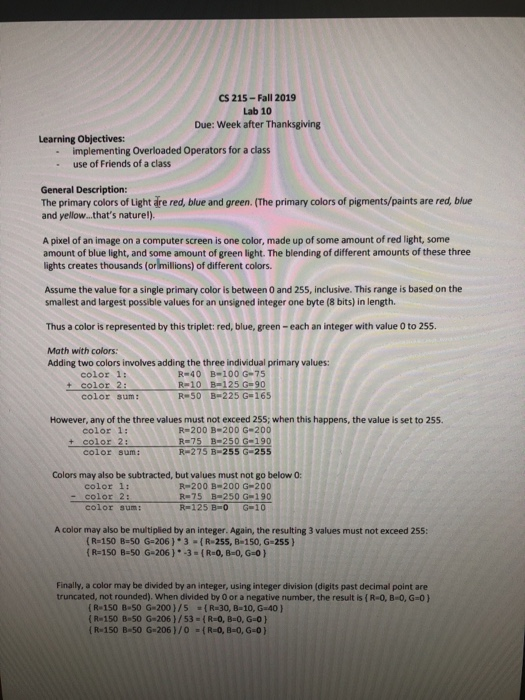 CS 215 – Fall 2019
Lab 10
Due: Week after Thanksgiving
Learning Objectives:
- implementing Overloaded Operators for a class
- use of Friends of a class
General Description:
The primary colors of Light are red, blue and green. (The primary colors of pigments/paints are red, blue
and yellow...that's nature!).
A pixel of an image on a computer screen is one color, made up of some amount of red light, some
amount of blue light, and some amount of green light. The blending of different amounts of these three
lights creates thousands (or millions) of different colors.
Assume the value for a single primary color is between 0 and 255, inclusive. This range is based on the
smallest and largest possible values for an unsigned integer one byte (8 bits) in length.
Thus a color is represented by this triplet: red, blue, green – each an integer with value 0 to 255.
Math with colors:
Adding two colors involves adding the three individual primary values:
color 1: R=40 B=100 G=75
+ color 2: R=10 B=125 G=90
color sum: R=50 B=225 G=165
However, any of the three values must not exceed 255; when this happens, the value is set to 255.
color 1: R=200 B=200 G=200
+ color 2: R=75 B=250 G=190
color sum: R=275 B=255 G=255
Colors may also be subtracted, but values must not go below 0:
color 1: R=200 B=200 G=200
- color 2: R=75 B=250 G=190
color sum: R=125 B=0 G=10
A color may also be multiplied by an integer. Again, the resulting 3 values must not exceed 255:
{R=150 B=50 G=206} * 3 = {R=255, B=150, G=255}
{R=150 B=50 G=206} * -3 = {R=0, B=0, G=0}
Finally, a color may be divided by an integer, using integer division (digits past decimal point are
truncated, not rounded). When divided by 0 or a negative number, the result is {R=0, B=0, G=0}
{R=150 B=50 G=200} / 5 = {R=30, B=10, G=40}
{R=150 B=50 G=206} / 53 = {R=0, B=0, G=0}
{R=150 B=50 G=206} / 0 = {R=0, B=0, G=0}